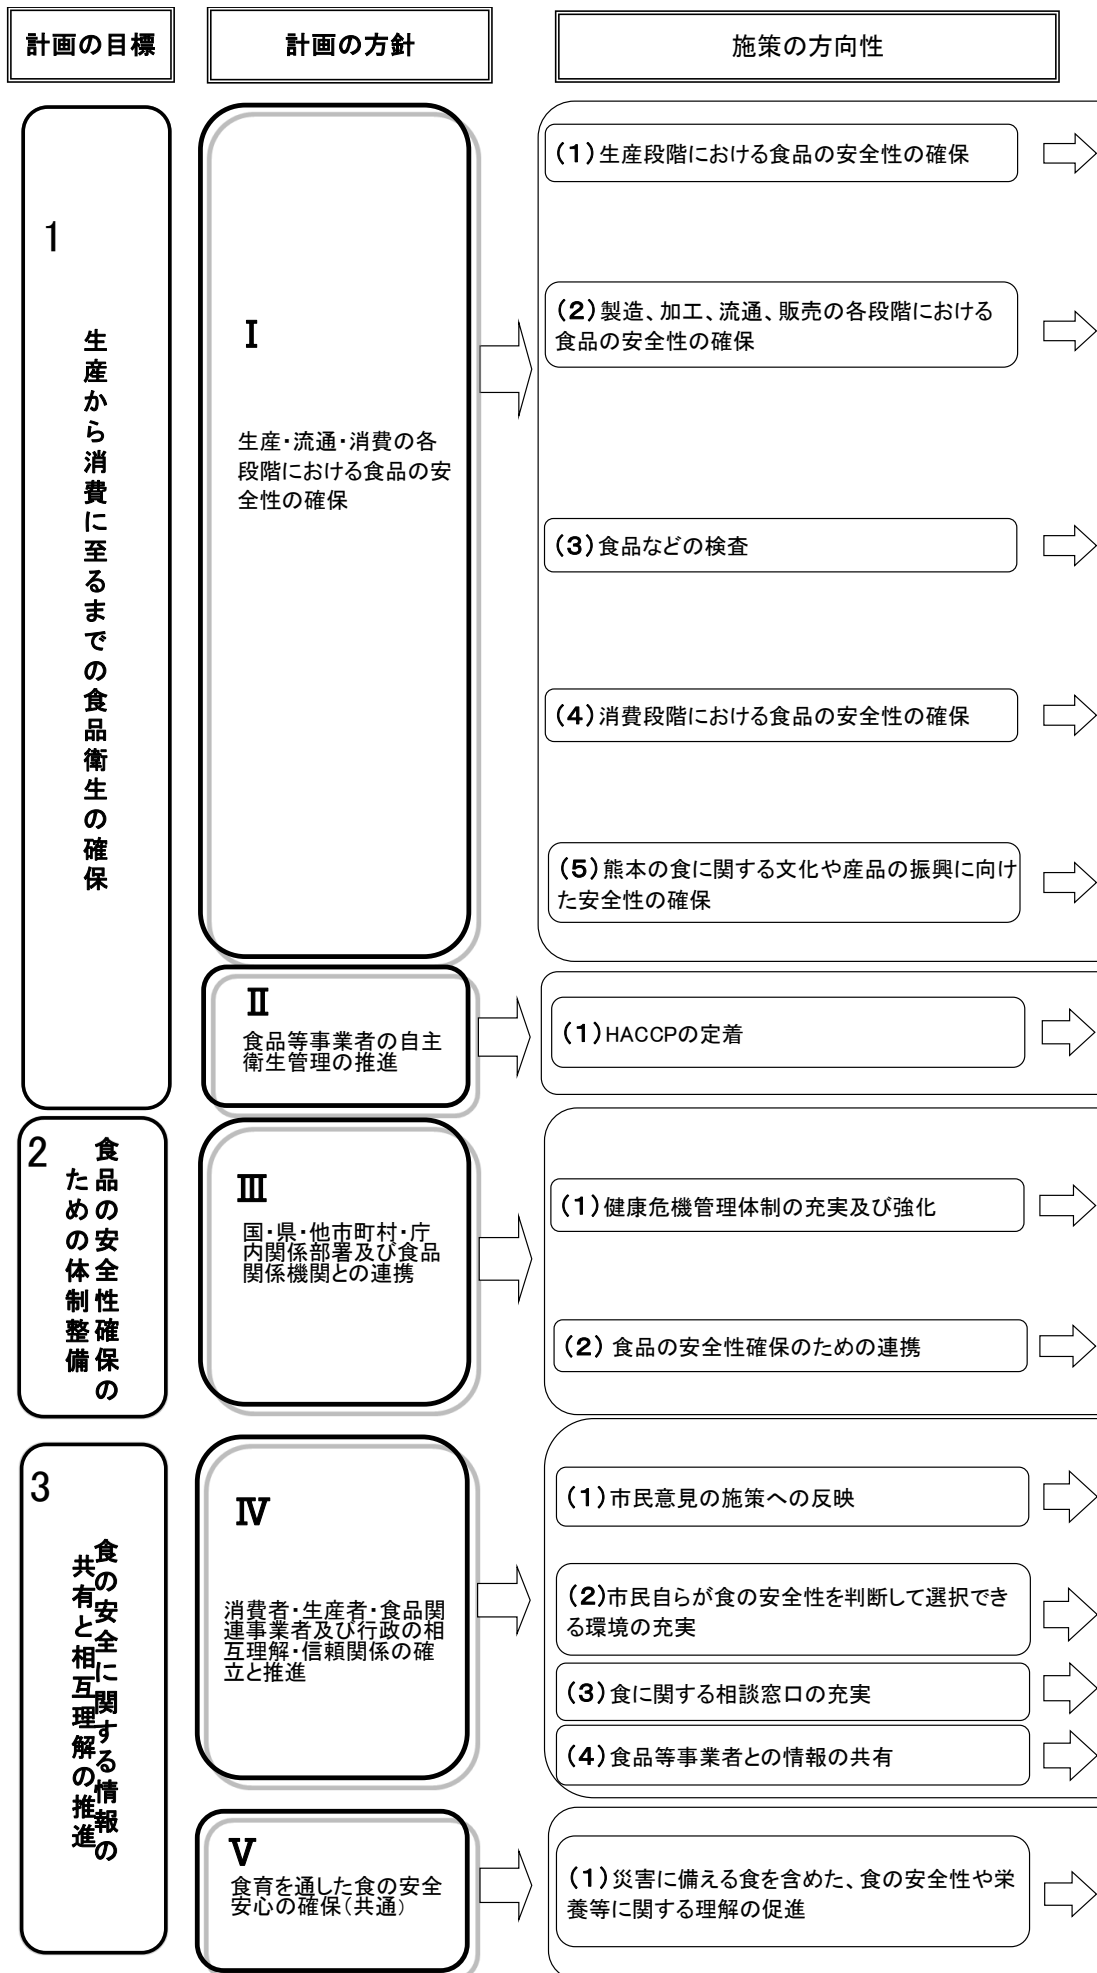 計画の目標
計画の方針
施策の方向性
1
生産から消費に至るまでの食品衛生の確保
Ⅰ
生産・流通・消費の各
段階における食品の安
全性の確保
(1)生産段階における食品の安全性の確保
(2)製造、加工、流通、販売の各段階における
食品の安全性の確保
(3)食品などの検査
(4)消費段階における食品の安全性の確保
(5)熊本の食に関する文化や産品の振興に向け
た安全性の確保
Ⅱ
食品等事業者の自主
衛生管理の推進
(1)HACCPの定着
2
食品の安全性確保の
ための体制整備
Ⅲ
国・県・他市町村・庁
内関係部署及び食品
関係機関との連携
(1)健康危機管理体制の充実及び強化
(2) 食品の安全性確保のための連携
3
食の安全に関する情報の
共有と相互理解の推進
Ⅳ
消費者・生産者・食品関
連事業者及び行政の相
互理解・信頼関係の確
立と推進
(1)市民意見の施策への反映
(2)市民自らが食の安全性を判断して選択でき
る環境の充実
(3)食に関する相談窓口の充実
(4)食品等事業者との情報の共有
Ⅴ
食育を通した食の安全
安心の確保(共通)
(1)災害に備える食を含めた、食の安全性や栄
養等に関する理解の促進